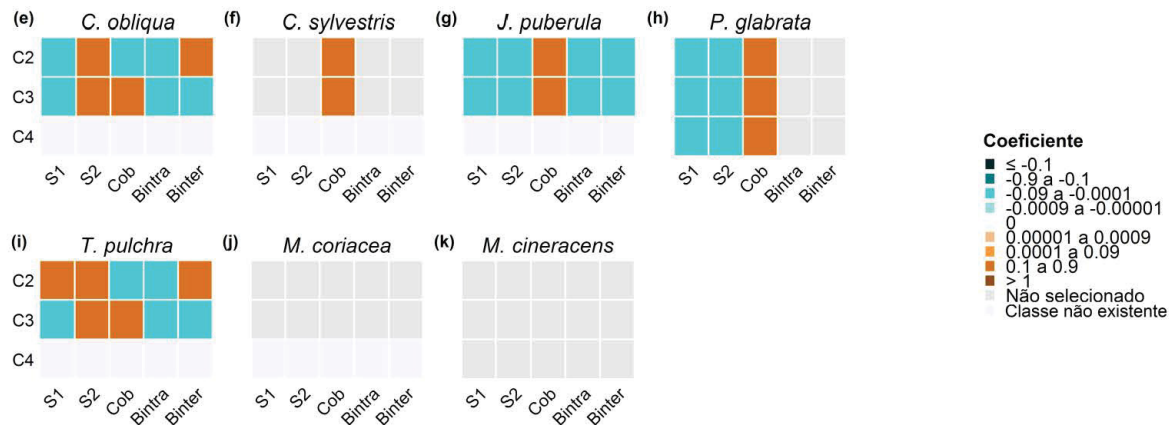 (e) C. obliqua (f) C. sylvestris (g) J. puberula (h) P. glabrata
C2
C3
C4
S1 S2 Cob Bintra Binter S1 S2 Cob Bintra Binter S1 S2 Cob Bintra Binter S1 S2 Cob Bintra Binter
(i) T. pulchra (j) M. coriacea (k) M. cineracens
C2
C3
C4
S1 S2 Cob Bintra Binter S1 S2 Cob Bintra Binter S1 S2 Cob Bintra Binter
Coeficiente
≤ -0.1
-0.9 a -0.1
-0.09 a -0.0001
-0.0009 a -0.00001
0
0.00001 a 0.0009
0.0001 a 0.09
0.1 a 0.9
> 1
Não selecionado
Classe não existente